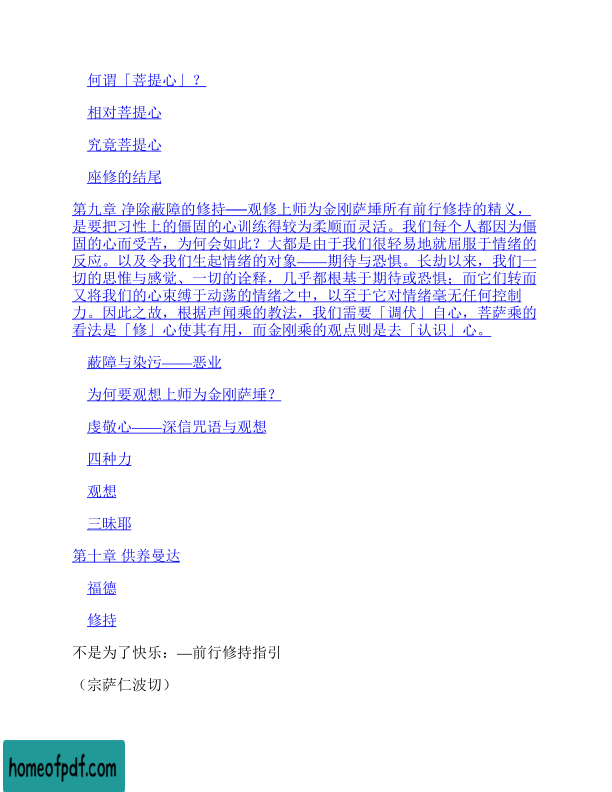 何谓「菩提心」？
相对菩提心
究竟菩提心
座修的结尾
第九章 净除蔽障的修持──观修上师为金刚萨埵所有前行修持的精义，
是要把习性上的僵固的心训练得较为柔顺而灵活。我们每个人都因为僵
固的心而受苦，为何会如此？大都是由于我们很轻易地就屈服于情绪的
反应。以及令我们生起情绪的对象——期待与恐惧。长劫以来，我们一
切的思惟与感觉、一切的诠释，几乎都根基于期待或恐惧；而它们转而
又将我们的心束缚于动荡的情绪之中，以至于它对情绪毫无任何控制
力。因此之故，根据声闻乘的教法，我们需要「调伏」自心，菩萨乘的
看法是「修」心使其有用，而金刚乘的观点则是去「认识」心。
蔽障与染污——恶业
为何要观想上师为金刚萨埵？
虔敬心——深信咒语与观想
四种力
观想
三昧耶
第十章 供养曼达
福德
修持
不是为了快乐：—前行修持指引
（宗萨仁波切）
homeofpdf.com